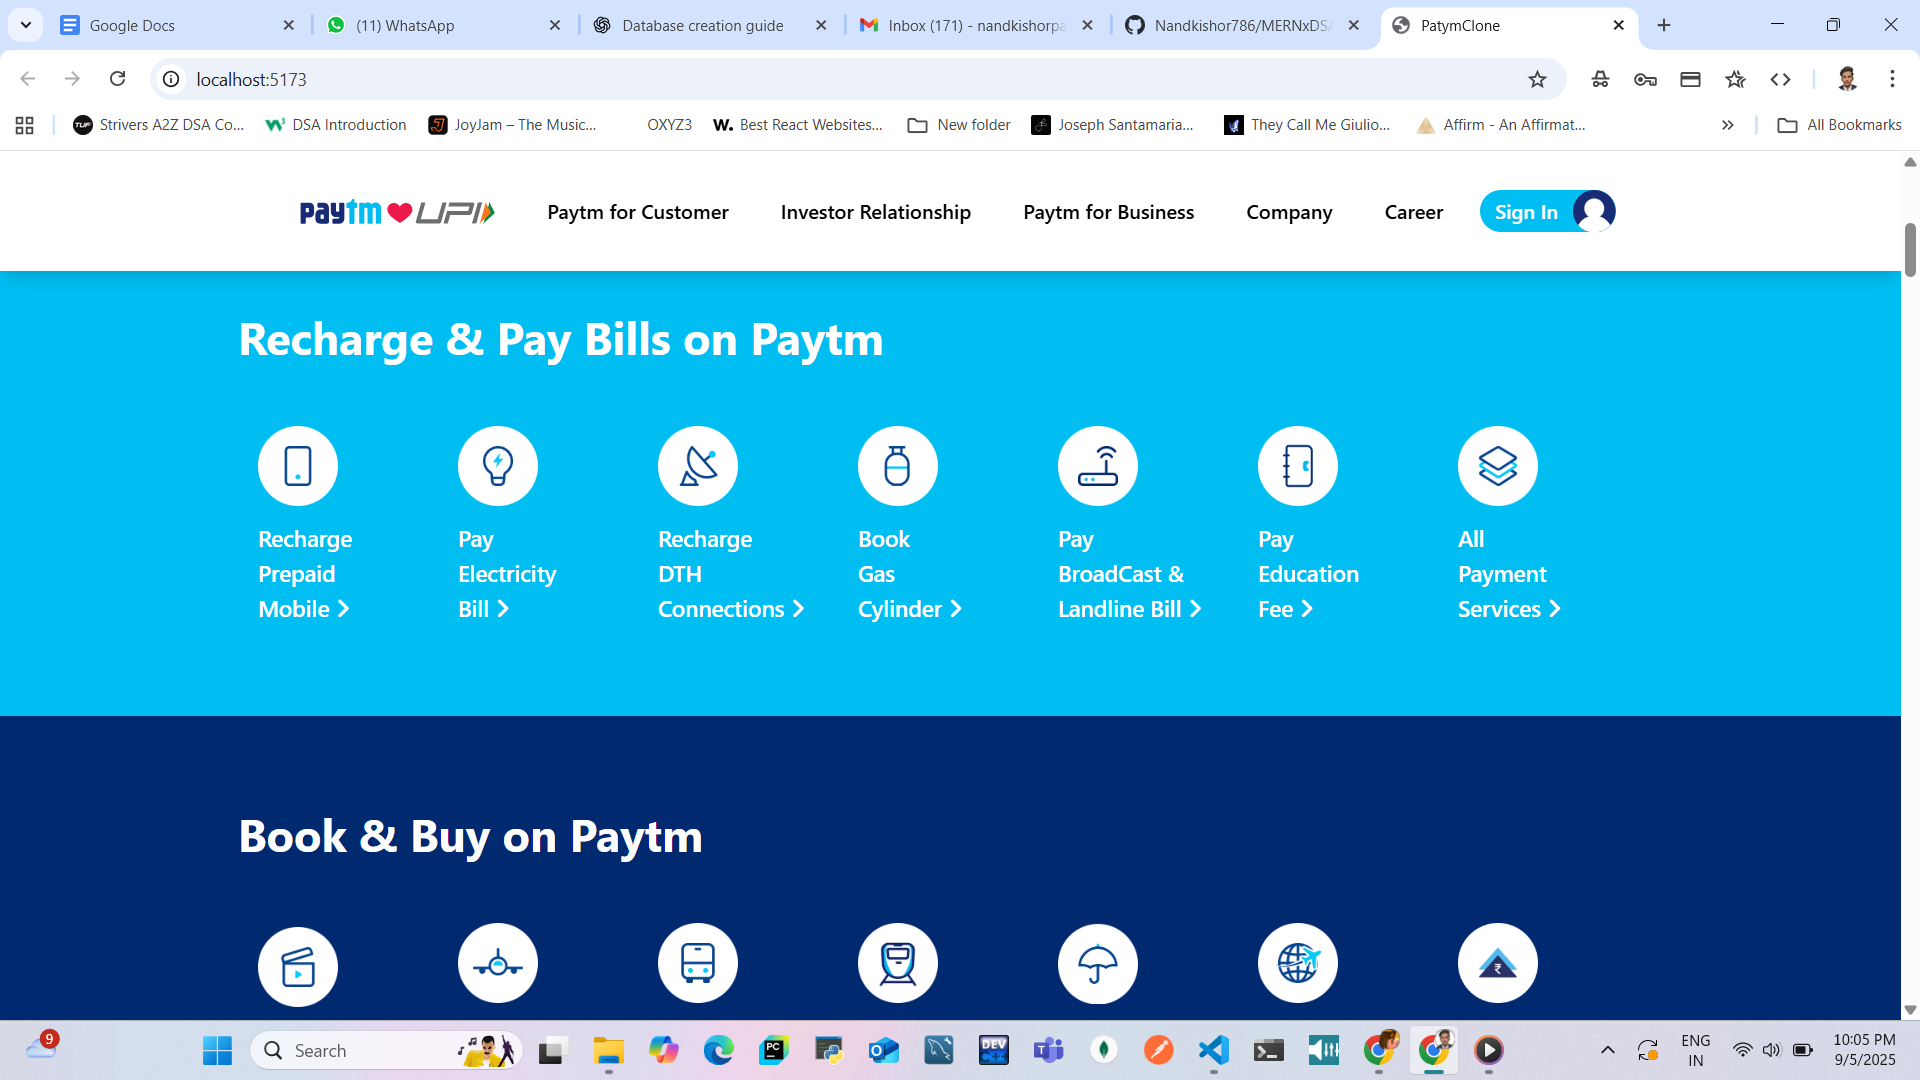 Google Docs
(11) WhatsApp
Database creation guide
Inbox (171) - nandkishorpa
Nandkishor786/MERNxDSA
PatymClone
localhost:5173
Strivers A2Z DSA Co...
DSA Introduction
JoyJam – The Music...
OXYZ3
W. Best React Websites...
New folder
Joseph Santamaria...
They Call Me Giulio...
Affirm - An Affirmat...
All Bookmarks
paytm UPI
Paytm for Customer
Investor Relationship
Paytm for Business
Company
Career
Sign In
Recharge & Pay Bills on Paytm
Recharge
Prepaid
Mobile
Pay
Electricity
Bill
Recharge
DTH
Connections
Book
Gas
Cylinder
Pay
BroadCast &
Landline Bill
Pay
Education
Fee
All
Payment
Services
Book & Buy on Paytm
₹
9
Search
PC
DEV
C++
ENG
IN
10:05 PM
9/5/2025